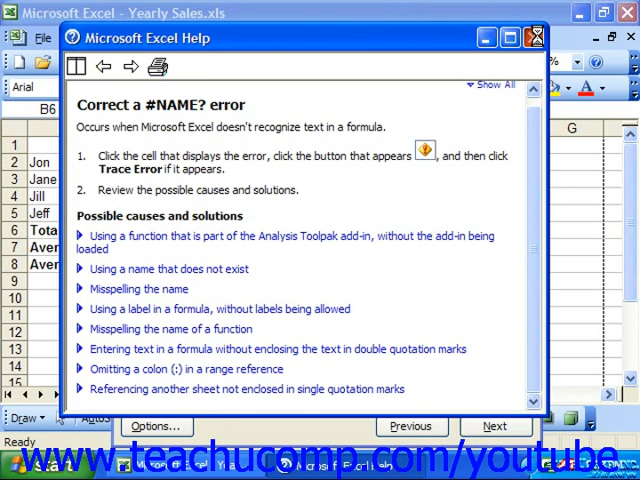 Microsoft Excel - Yearly Sales.xls
File
Microsoft Excel Help
Arial
%
A
B6
Show All
Correct a #NAME? error
Occurs when Microsoft Excel doesn't recognize text in a formula.
1. Click the cell that displays the error, click the button that appears , and then click
Trace Error if it appears.
2. Review the possible causes and solutions.
Possible causes and solutions
Using a function that is part of the Analysis Toolpak add-in, without the add-in being
loaded
Using a name that does not exist
Misspelling the name
Using a label in a formula, without labels being allowed
Misspelling the name of a function
Entering text in a formula without enclosing the text in double quotation marks
Omitting a colon (:) in a range reference
Referencing another sheet not enclosed in single quotation marks
G
1
2 Jon
3 Jane
4 Jill
5 Jeff
6 Tota
7 Aver
8 Aver
9
10
11
12
13
14
15
Draw
AutoS
Options...
Previous
Next
Ready
www.teachucomp.com/youtube
Start
Microsoft Excel - Yea
Microsoft Excel Help